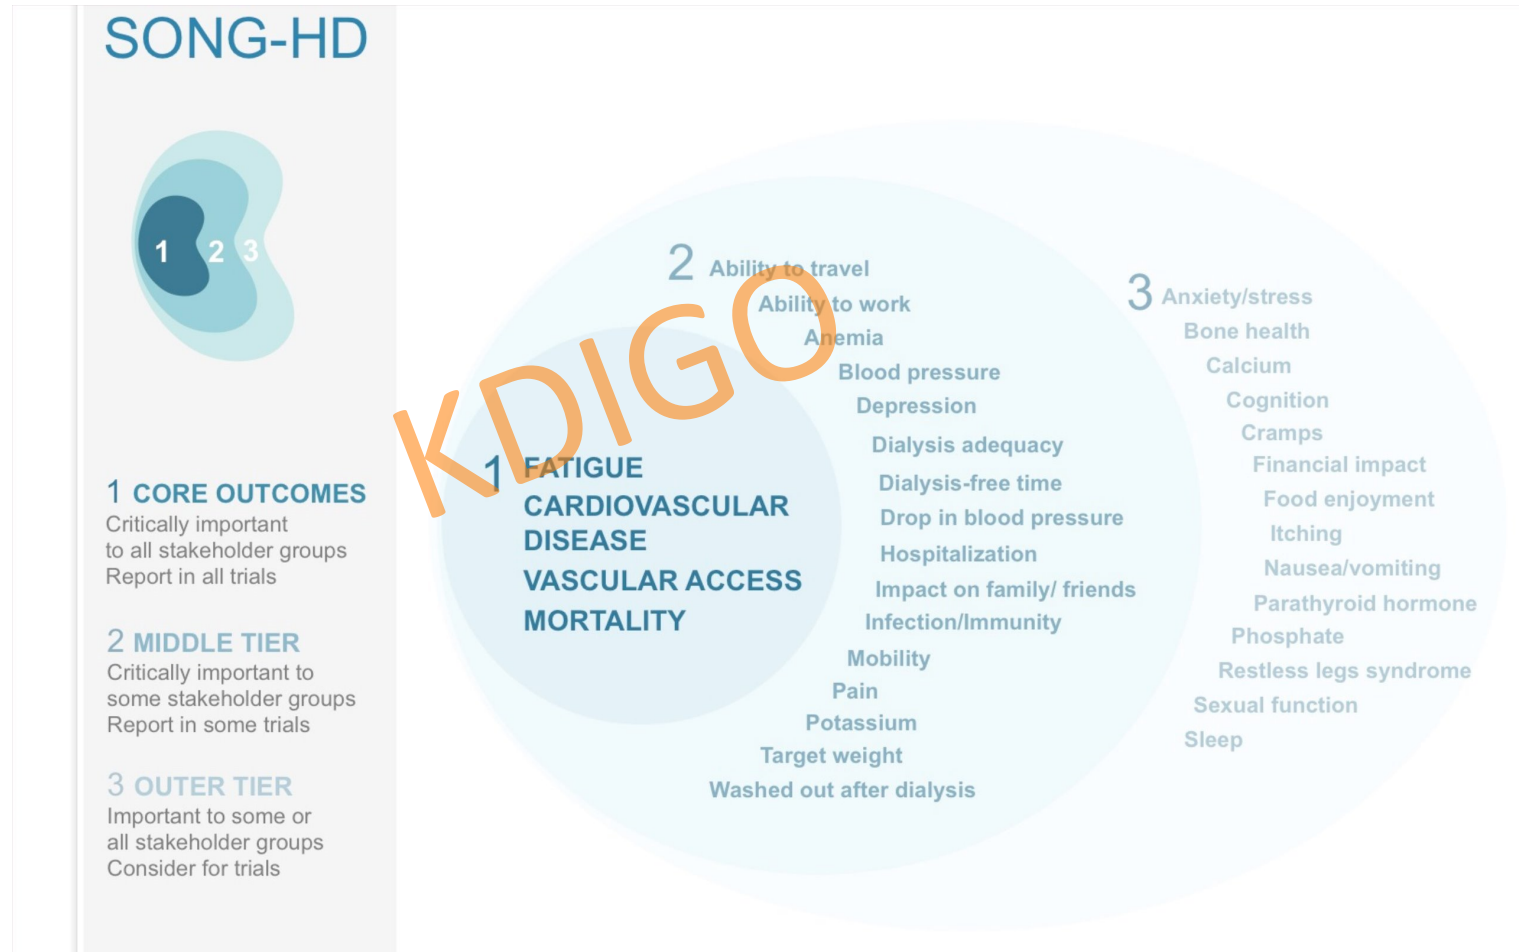 SONG-HD
1 2 3
1 CORE OUTCOMES
Critically important
to all stakeholder groups
Report in all trials
2 MIDDLE TIER
Critically important to
some stakeholder groups
Report in some trials
3 OUTER TIER
Important to some or
all stakeholder groups
Consider for trials
KDIGO
1 FATIGUE
CARDIOVASCULAR
DISEASE
VASCULAR ACCESS
MORTALITY
2 Ability to travel
Ability to work
Anemia
Blood pressure
Depression
Dialysis adequacy
Dialysis-free time
Drop in blood pressure
Hospitalization
Impact on family/ friends
Infection/Immunity
Mobility
Pain
Potassium
Target weight
Washed out after dialysis
3 Anxiety/stress
Bone health
Calcium
Cognition
Cramps
Financial impact
Food enjoyment
Itching
Nausea/vomiting
Parathyroid hormone
Phosphate
Restless legs syndrome
Sexual function
Sleep